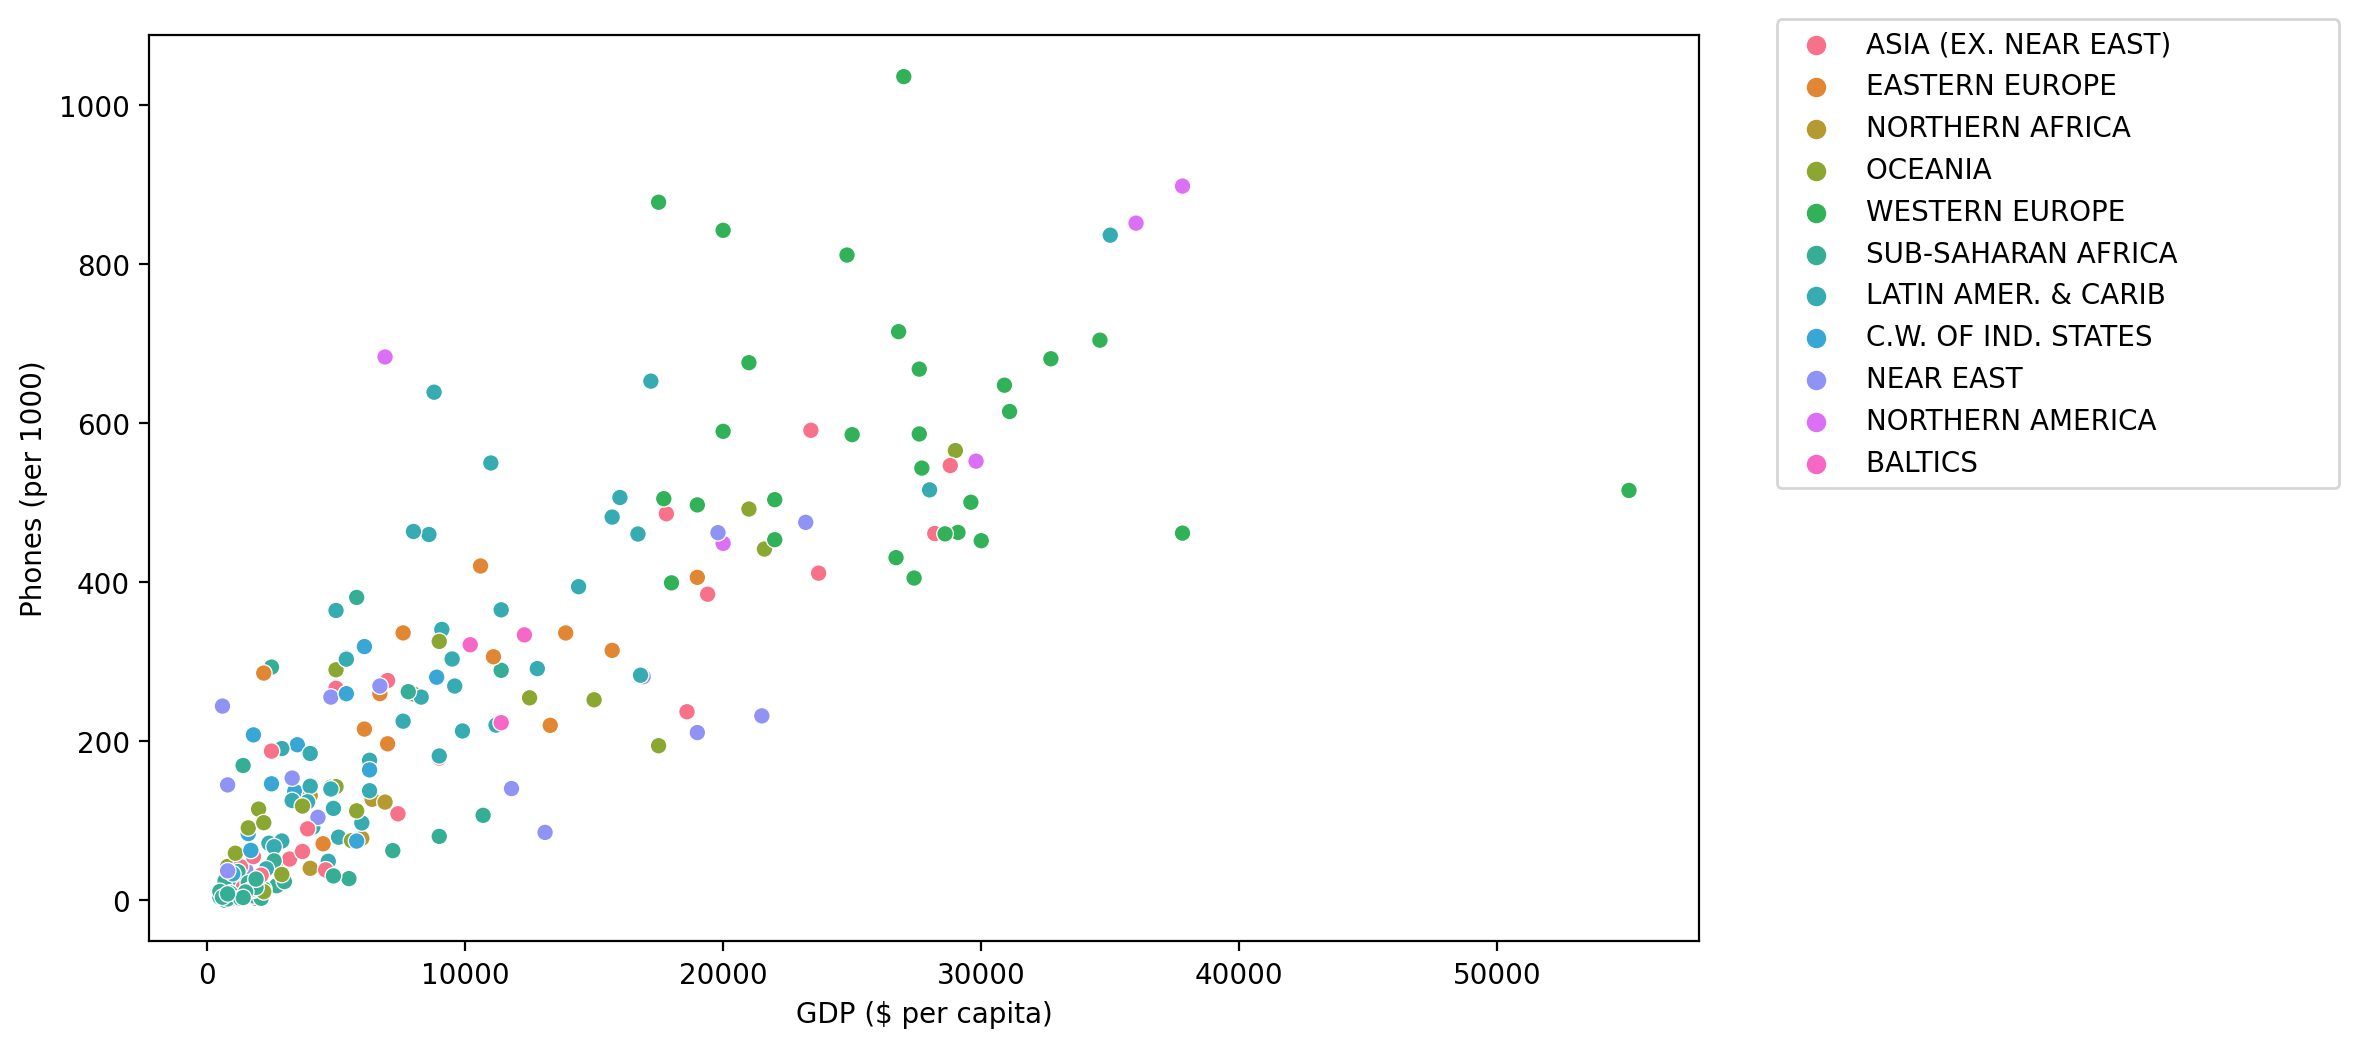 1000
800
600
400
200
0
Phones (per 1000)
0 10000 20000 30000 40000 50000
GDP ($ per capita)
ASIA (EX. NEAR EAST)
EASTERN EUROPE
NORTHERN AFRICA
OCEANIA
WESTERN EUROPE
SUB-SAHARAN AFRICA
LATIN AMER. & CARIB
C.W. OF IND. STATES
NEAR EAST
NORTHERN AMERICA
BALTICS